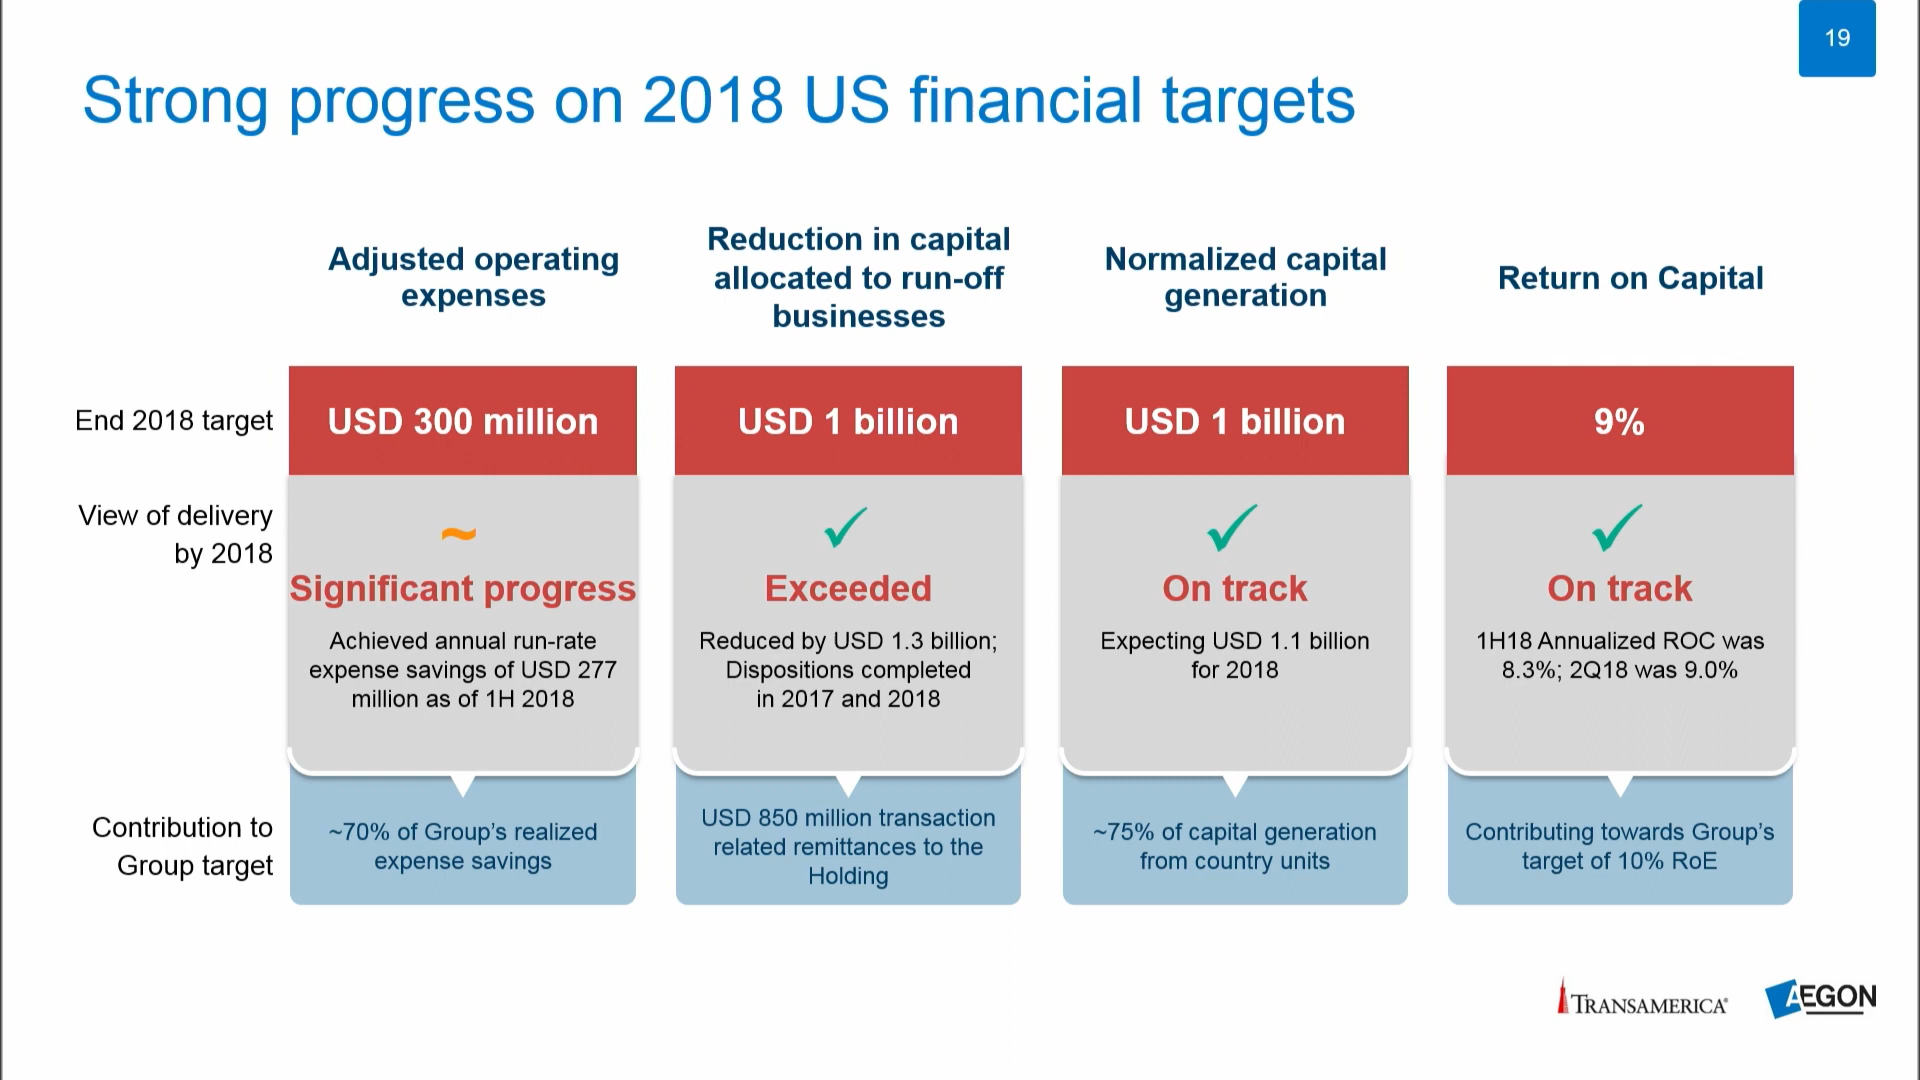 19
Strong progress on 2018 US financial targets
Adjusted operating
expenses
Reduction in capital
allocated to run-off
businesses
Normalized capital
generation
Return on Capital
End 2018 target
USD 300 million
USD 1 billion
USD 1 billion
9%
View of delivery
by 2018
~
Significant progress
Achieved annual run-rate
expense savings of USD 277
million as of 1H 2018
✓
Exceeded
Reduced by USD 1.3 billion;
Dispositions completed
in 2017 and 2018
✓
On track
Expecting USD 1.1 billion
for 2018
✓
On track
1H18 Annualized ROC was
8.3%; 2Q18 was 9.0%
Contribution to
Group target
~70% of Group’s realized
expense savings
USD 850 million transaction
related remittances to the
Holding
~75% of capital generation
from country units
Contributing towards Group’s
target of 10% RoE
TRANSAMERICA®
AEGON